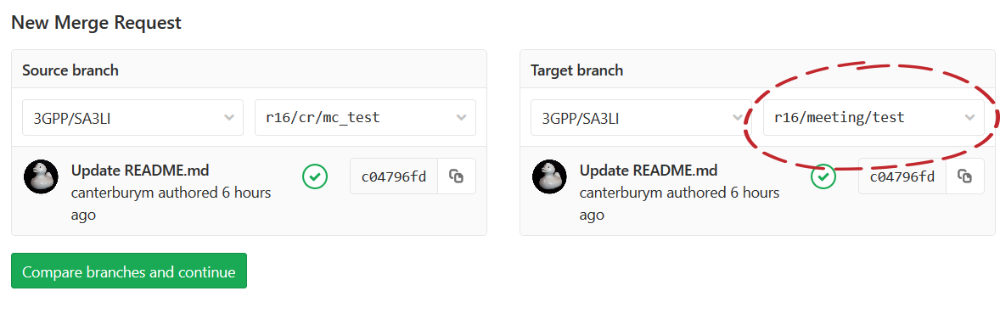 New Merge Request
Source branch
3GPP/SA3LI
r16/cr/mc_test
Update README.md
canterburym authored 6 hours
ago
c04796fd
Target branch
3GPP/SA3LI
r16/meeting/test
Update README.md
canterburym authored 6 hours
ago
c04796fd
Compare branches and continue